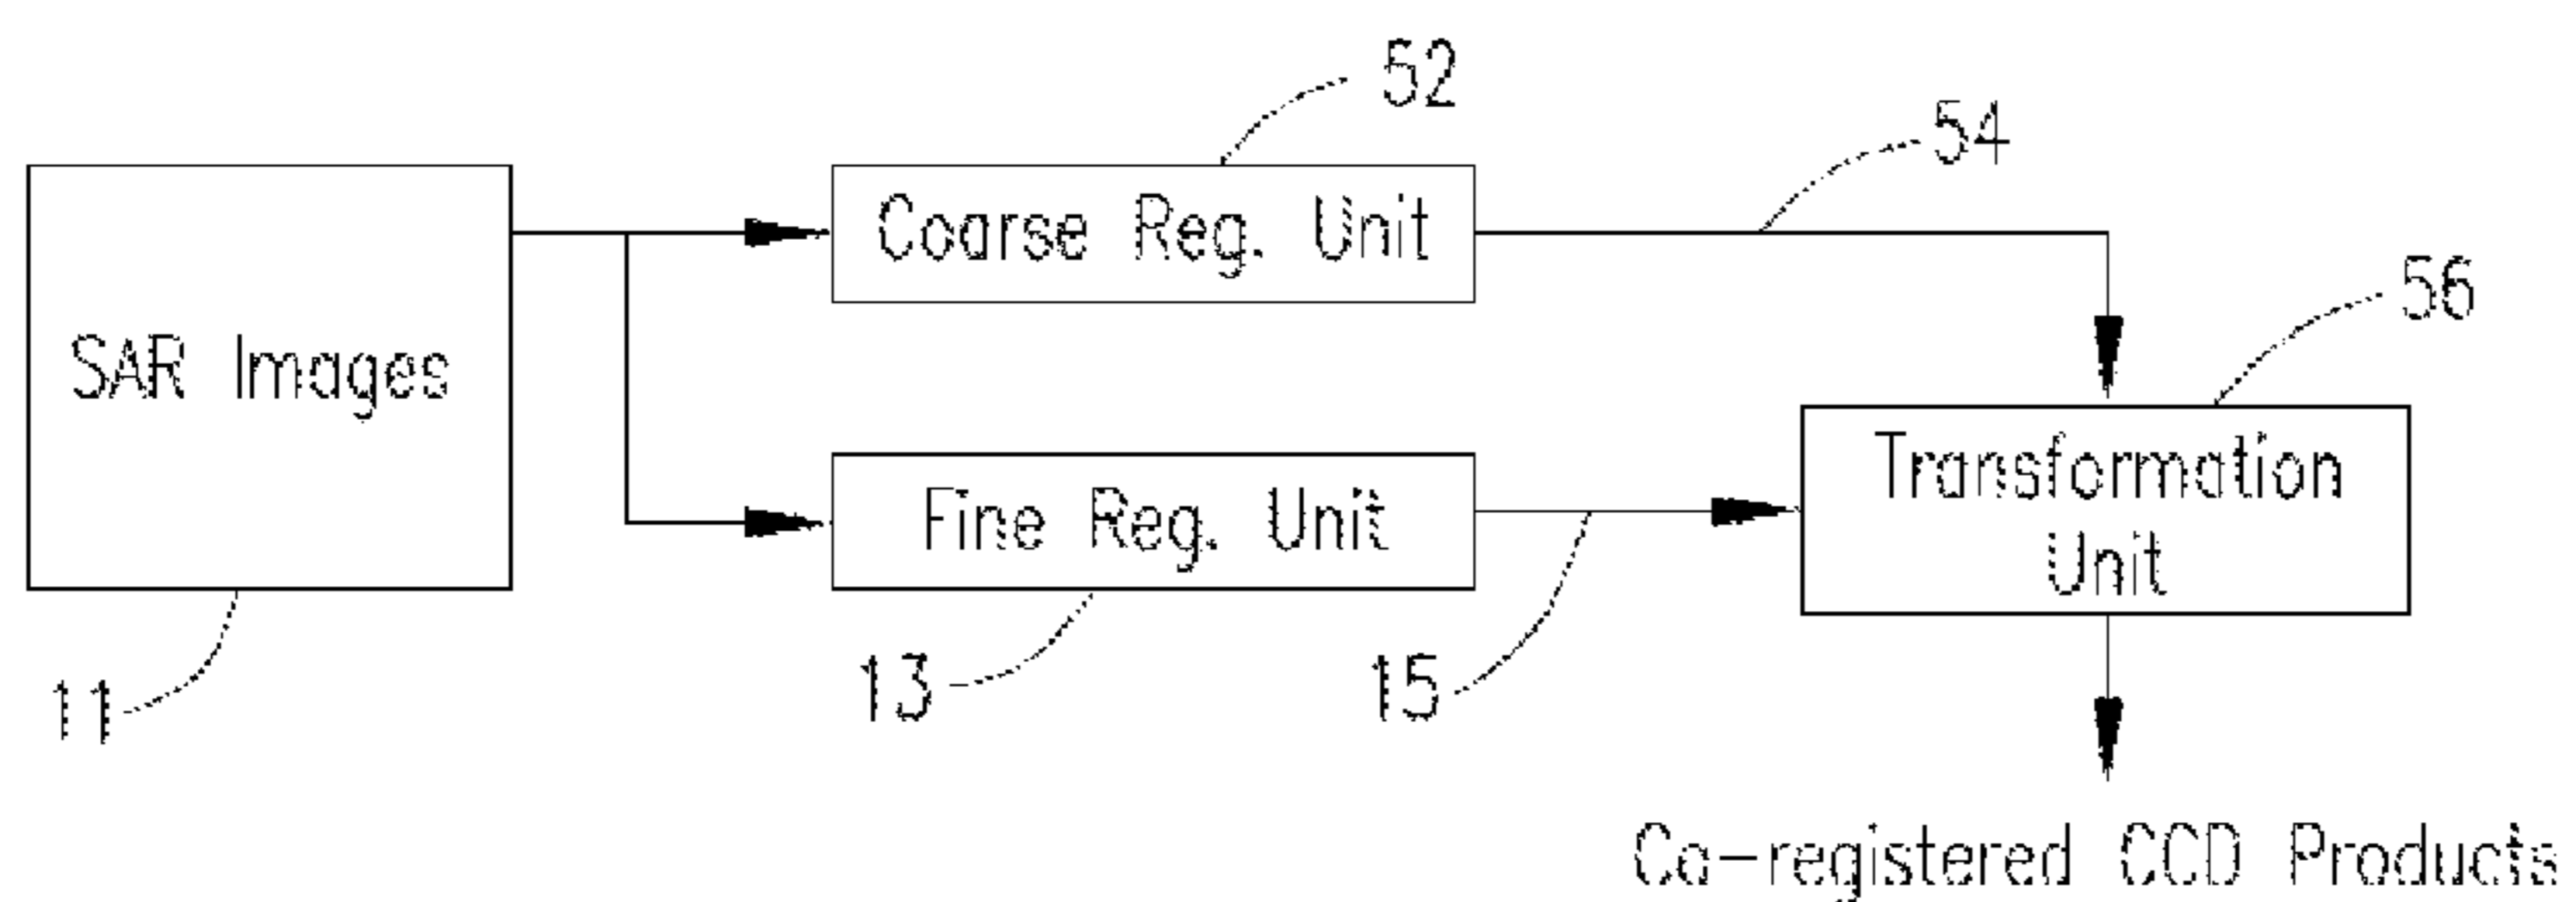 52
54
Coarse Reg. Unit
56
SAR Images
Transformation
Unit
Fine Reg. Unit
13
15
11
Co-registered CCD Products